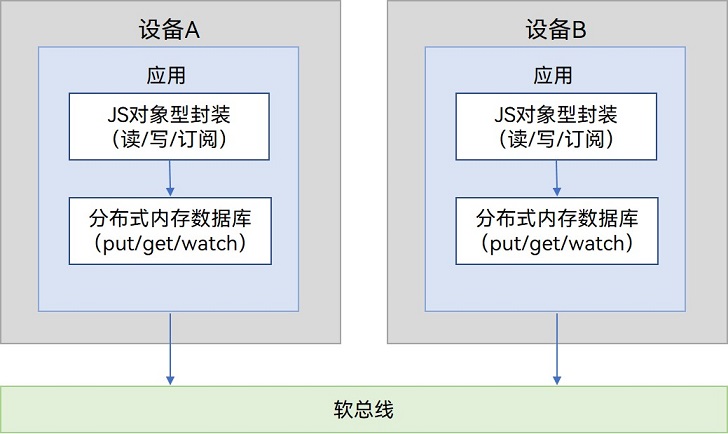 设备A
应用
JS对象型封装
（读/写/订阅）
分布式内存数据库
（put/get/watch）
设备B
应用
JS对象型封装
（读/写/订阅）
分布式内存数据库
（put/get/watch）
软总线